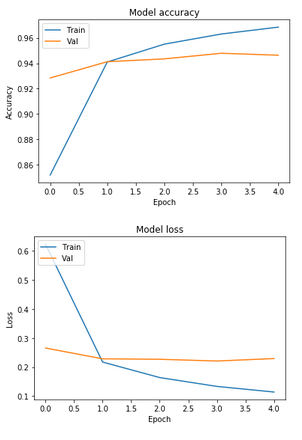 Model accuracy
Train
Val
0.96
0.94
0.92
0.90
0.88
0.86
Accuracy
0.0 0.5 1.0 1.5 2.0 2.5 3.0 3.5 4.0
Epoch
Model loss
Train
Val
0.6
0.5
0.4
0.3
0.2
0.1
Loss
0.0 0.5 1.0 1.5 2.0 2.5 3.0 3.5 4.0
Epoch